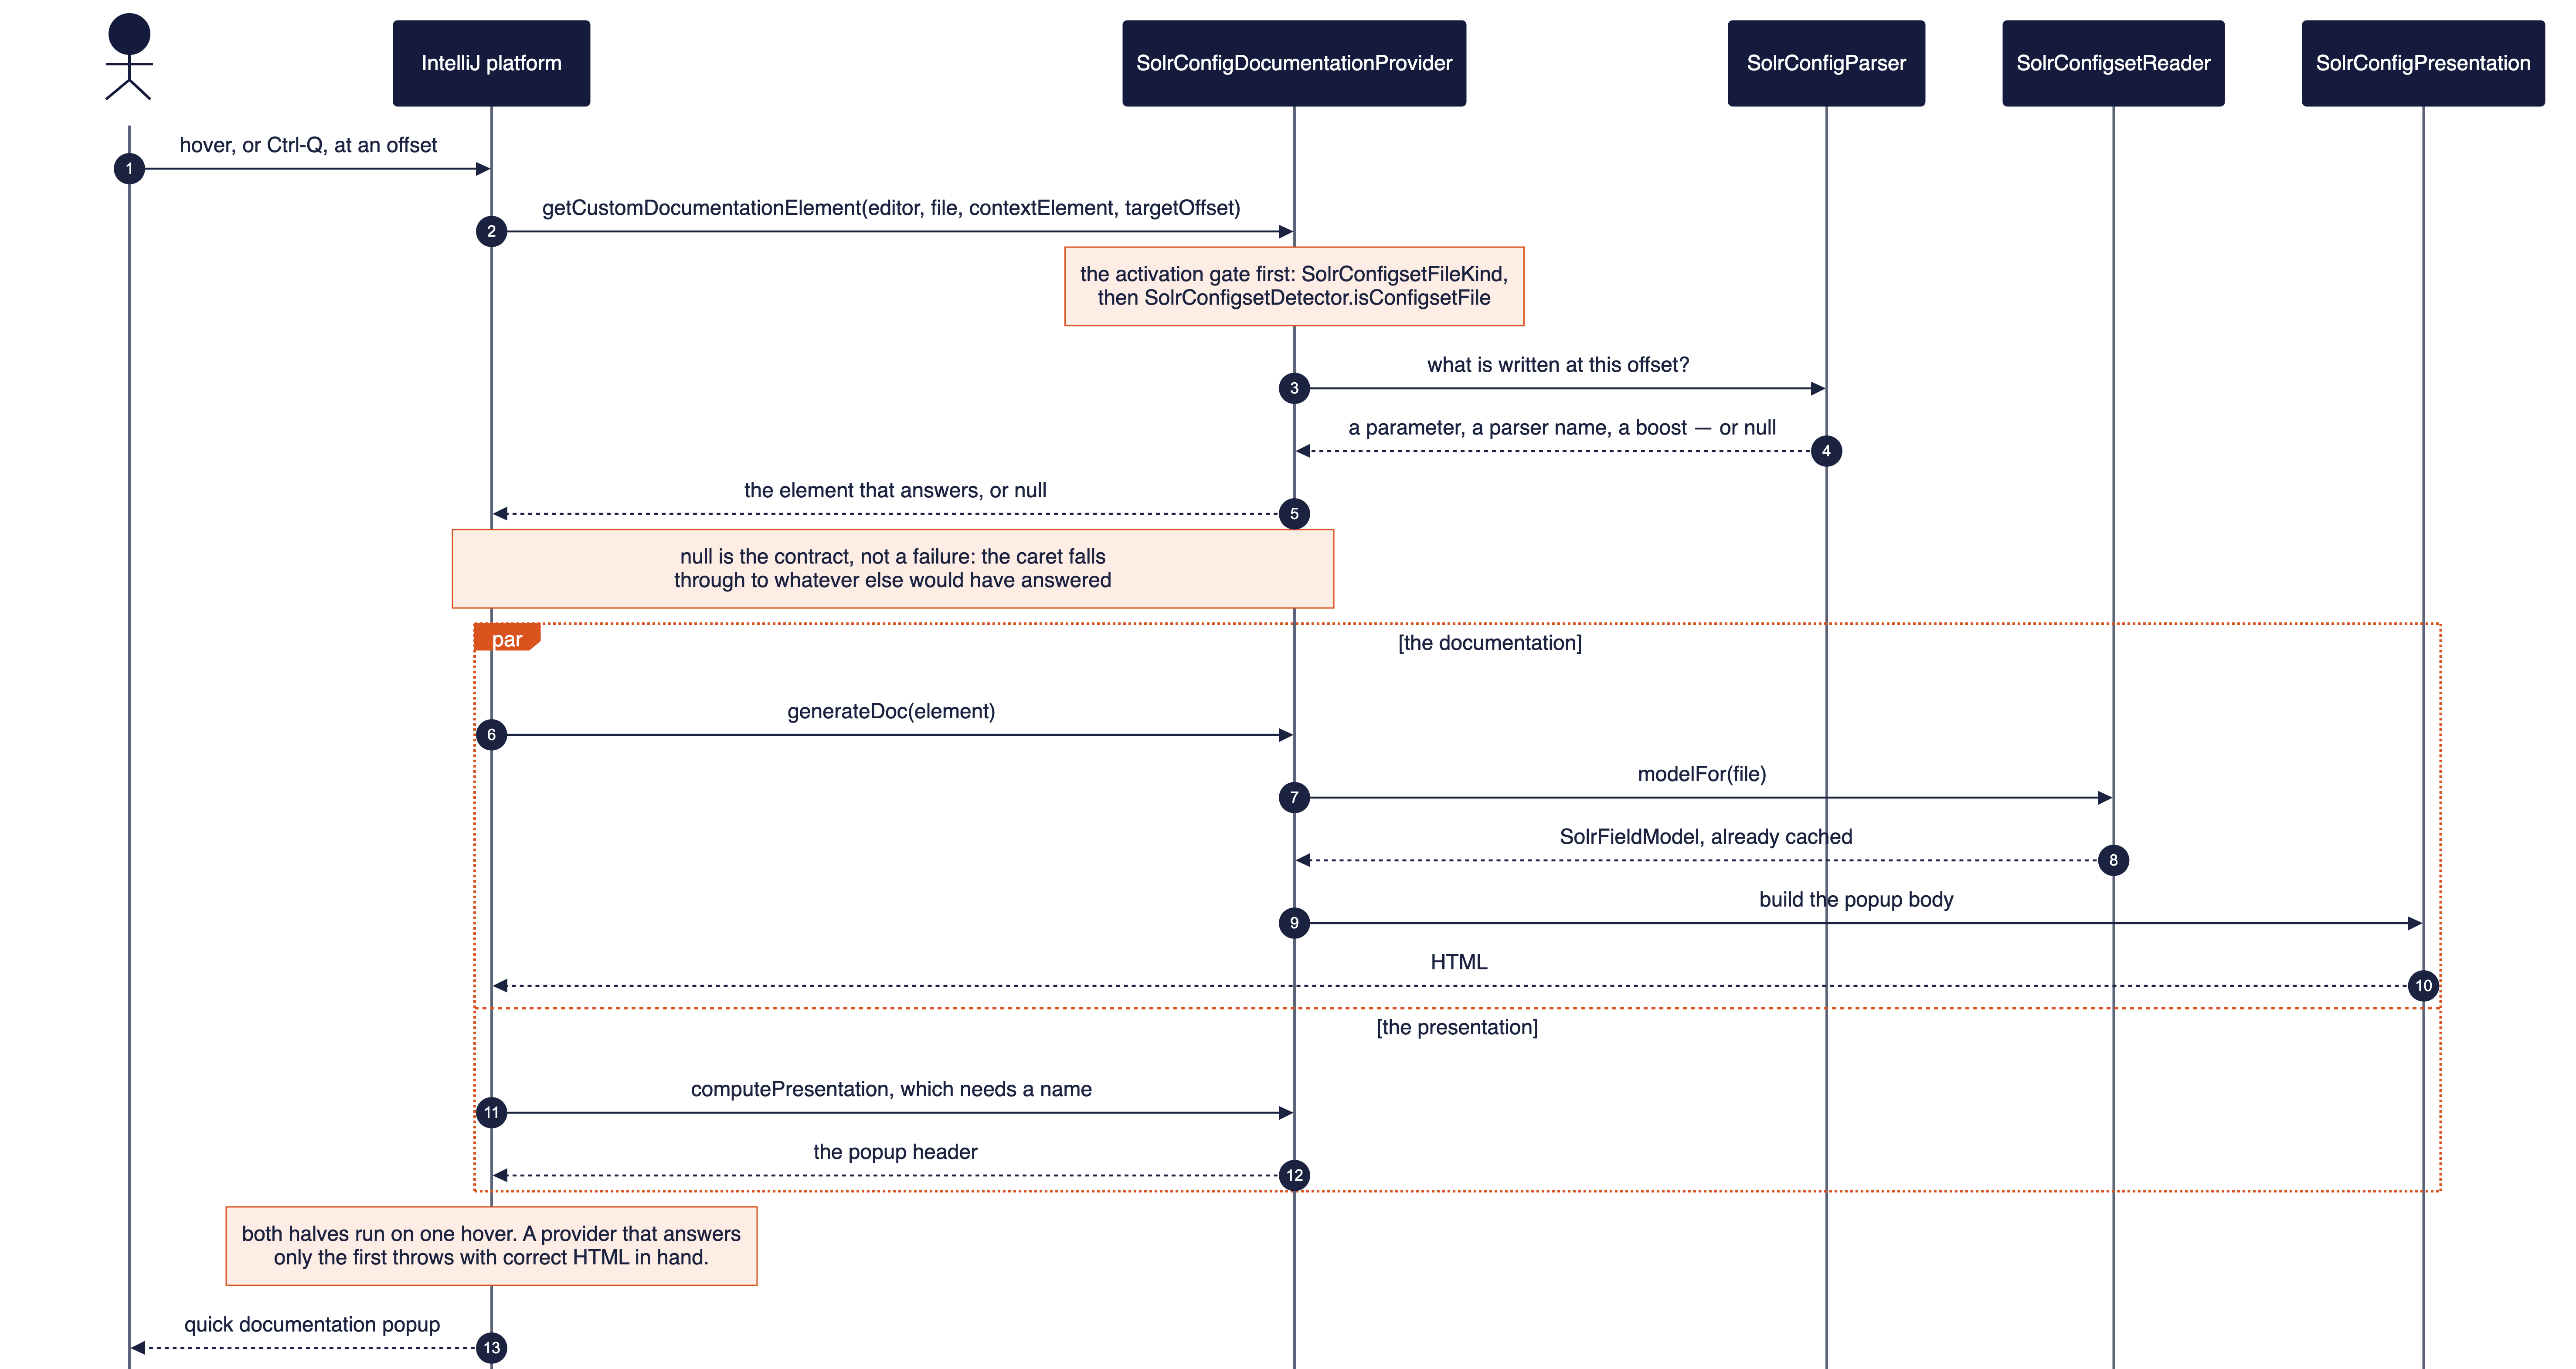 IntelliJ platform
SolrConfigDocumentationProvider
SolrConfigParser
SolrConfigsetReader
SolrConfigPresentation
hover, or Ctrl-Q, at an offset
1
getCustomDocumentationElement(editor, file, contextElement, targetOffset)
2
the activation gate first: SolrConfigsetFileKind,
then SolrConfigsetDetector.isConfigsetFile
what is written at this offset?
3
a parameter, a parser name, a boost — or null
4
the element that answers, or null
5
null is the contract, not a failure: the caret falls
through to whatever else would have answered
par
[the documentation]
generateDoc(element)
6
modelFor(file)
7
SolrFieldModel, already cached
8
build the popup body
9
HTML
10
[the presentation]
computePresentation, which needs a name
11
the popup header
12
both halves run on one hover. A provider that answers
only the first throws with correct HTML in hand.
quick documentation popup
13